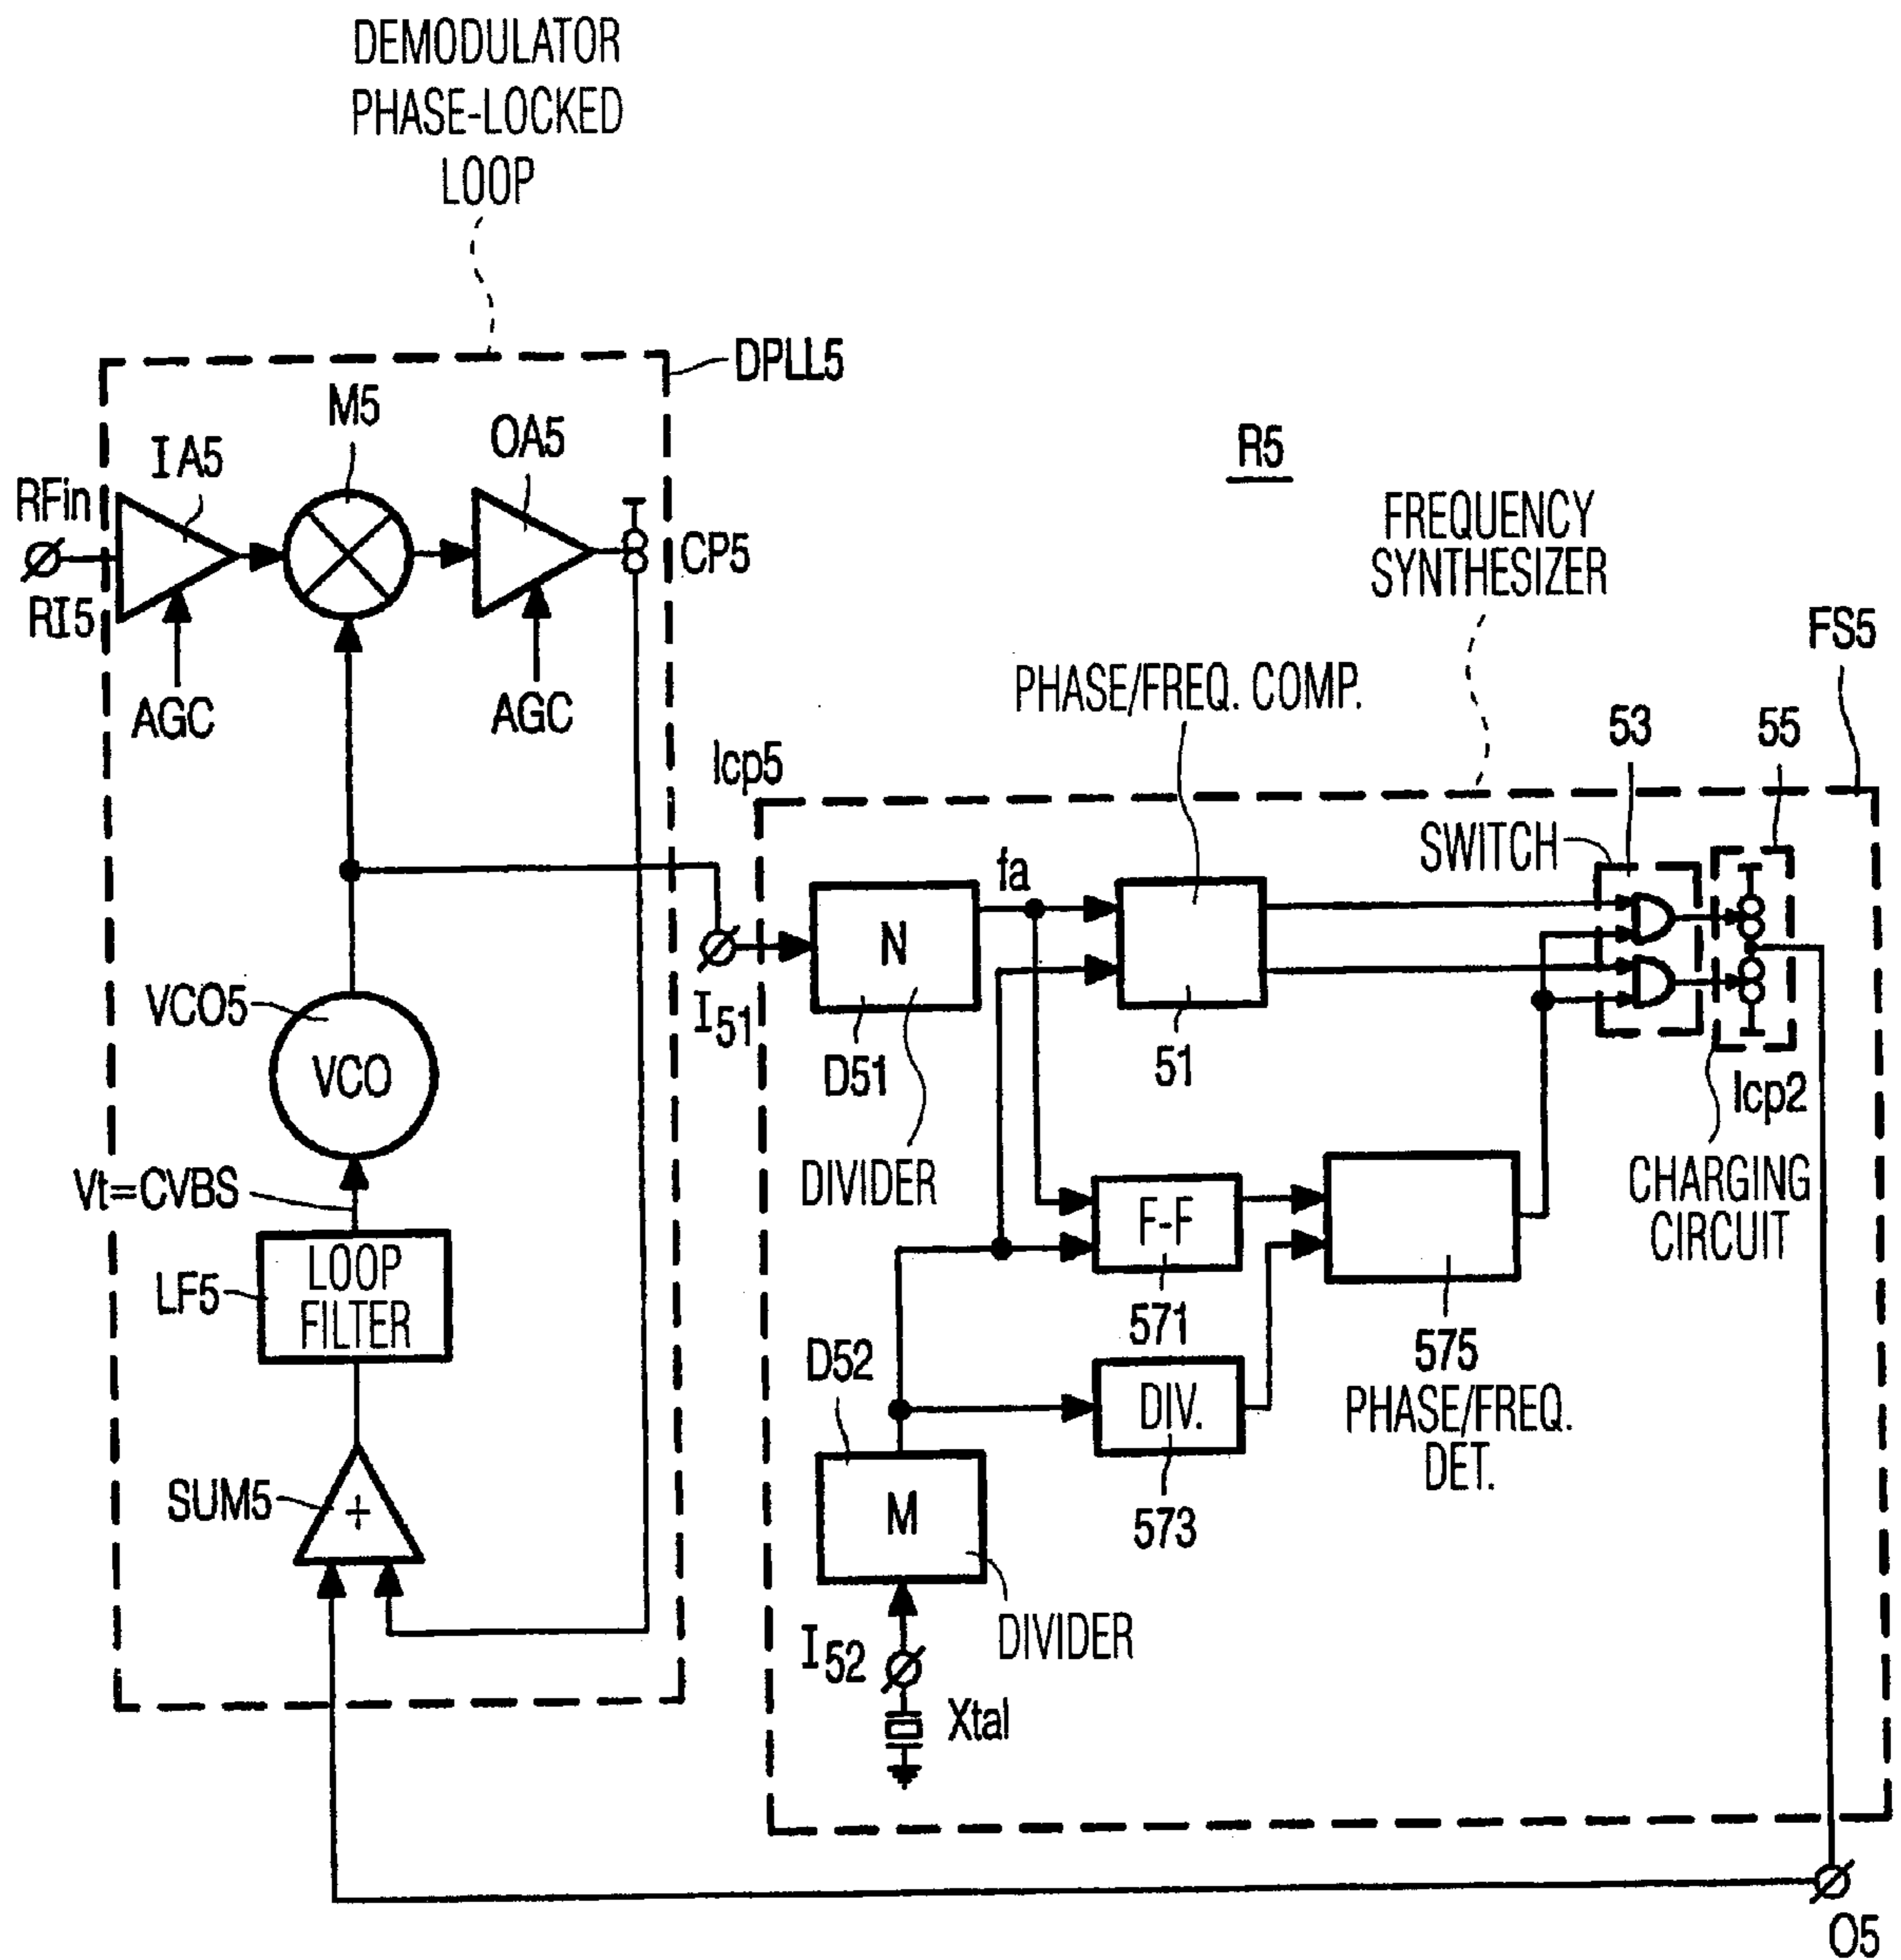 DEMODULATOR
PHASE-LOCKED
LOOP
DPLL5
M5
OA5
IA5
RFin
CP5
RI5
AGC
AGC
R5
FREQUENCY
SYNTHESIZER
FS5
PHASE/FREQ. COMP.
53
55
Icp5
SWITCH
fa
N
I51
D51
51
VCO5
VCO
Icp2
DIVIDER
CHARGING
CIRCUIT
Vt=CVBS
F-F
571
575
PHASE/FREQ.
DET.
LOOP
FILTER
LF5
D52
DIV.
573
SUM5
+
M
DIVIDER
I52
Xtal
O5